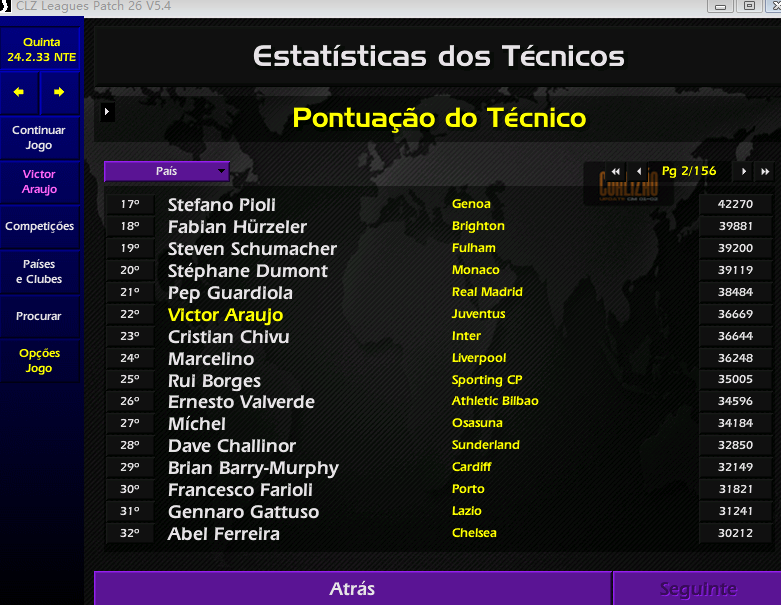 CLZ Leagues Patch 26 V5.4
Quinta
24.2.33 NTE
Continuar
Jogo
Victor
Araujo
Competições
Países
e Clubes
Procurar
Opções
Jogo
Estatísticas dos Técnicos
Pontuação do Técnico
País
Pg 2/156
17º Stefano Pioli Genoa 42270
18º Fabian Hürzeler Brighton 39881
19º Steven Schumacher Fulham 39200
20º Stéphane Dumont Monaco 39119
21º Pep Guardiola Real Madrid 38484
22º Victor Araujo Juventus 36669
23º Cristian Chivu Inter 36644
24º Marcelino Liverpool 36248
25º Rui Borges Sporting CP 35005
26º Ernesto Valverde Athletic Bilbao 34596
27º Míchel Osasuna 34184
28º Dave Challinor Sunderland 32850
29º Brian Barry-Murphy Cardiff 32149
30º Francesco Farioli Porto 31821
31º Gennaro Gattuso Lazio 31241
32º Abel Ferreira Chelsea 30212
Atrás
Seguinte